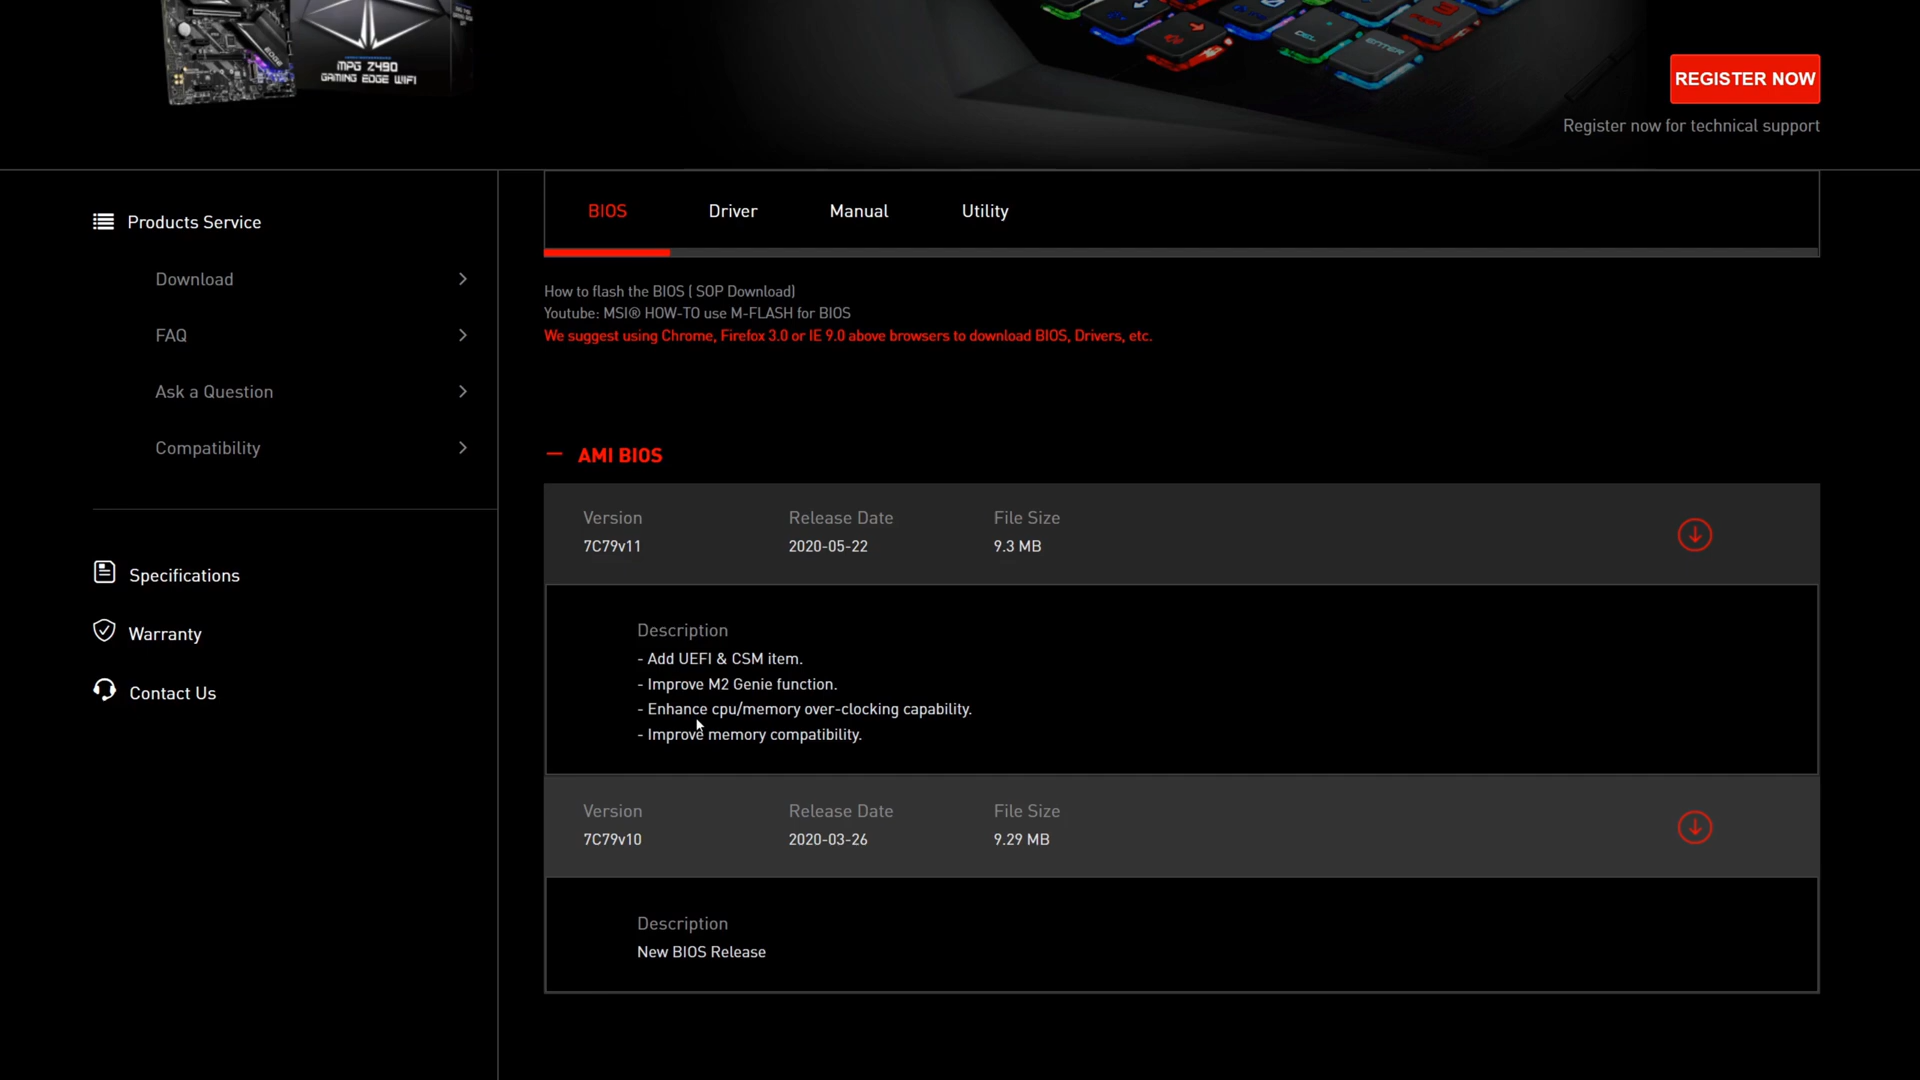 MPG Z490
GAMING EDGE WIFI
DEL
ENTER
REGISTER NOW
Register now for technical support
Products Service
Download
FAQ
Ask a Question
Compatibility
Specifications
Warranty
Contact Us
BIOS Driver Manual Utility
How to flash the BIOS [ SOP Download)
Youtube: MSI® HOW-TO use M-FLASH for BIOS
We suggest using Chrome, Firefox 3.0 or IE 9.0 above browsers to download BIOS, Drivers, etc.
AMI BIOS
Version Release Date File Size
7C79v11 2020-05-22 9.3 MB
Description
- Add UEFI & CSM item.
- Improve M2 Genie function.
- Enhance cpu/memory over-clocking capability.
- Improve memory compatibility.
Version Release Date File Size
7C79v10 2020-03-26 9.29 MB
Description
New BIOS Release